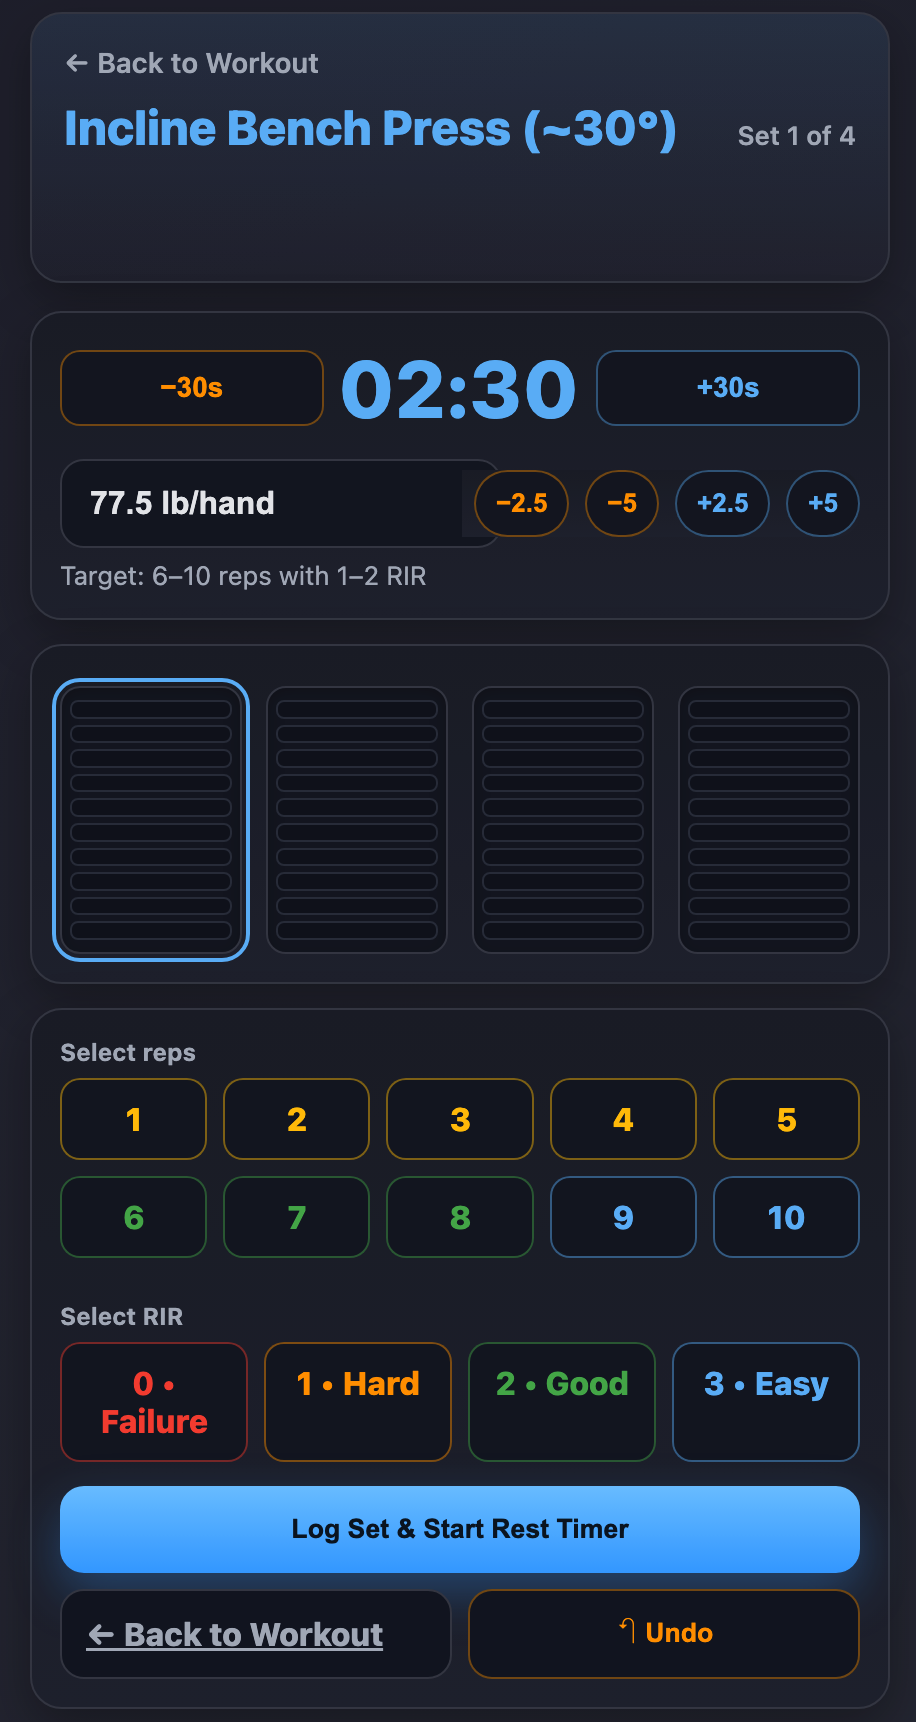 ← Back to Workout
Incline Bench Press (~30°)
Set 1 of 4
−30s
02:30
+30s
77.5 lb/hand
−2.5
−5
+2.5
+5
Target: 6–10 reps with 1–2 RIR
Select reps
1
2
3
4
5
6
7
8
9
10
Select RIR
0 •
Failure
1 • Hard
2 • Good
3 • Easy
Log Set & Start Rest Timer
← Back to Workout
⤣ Undo